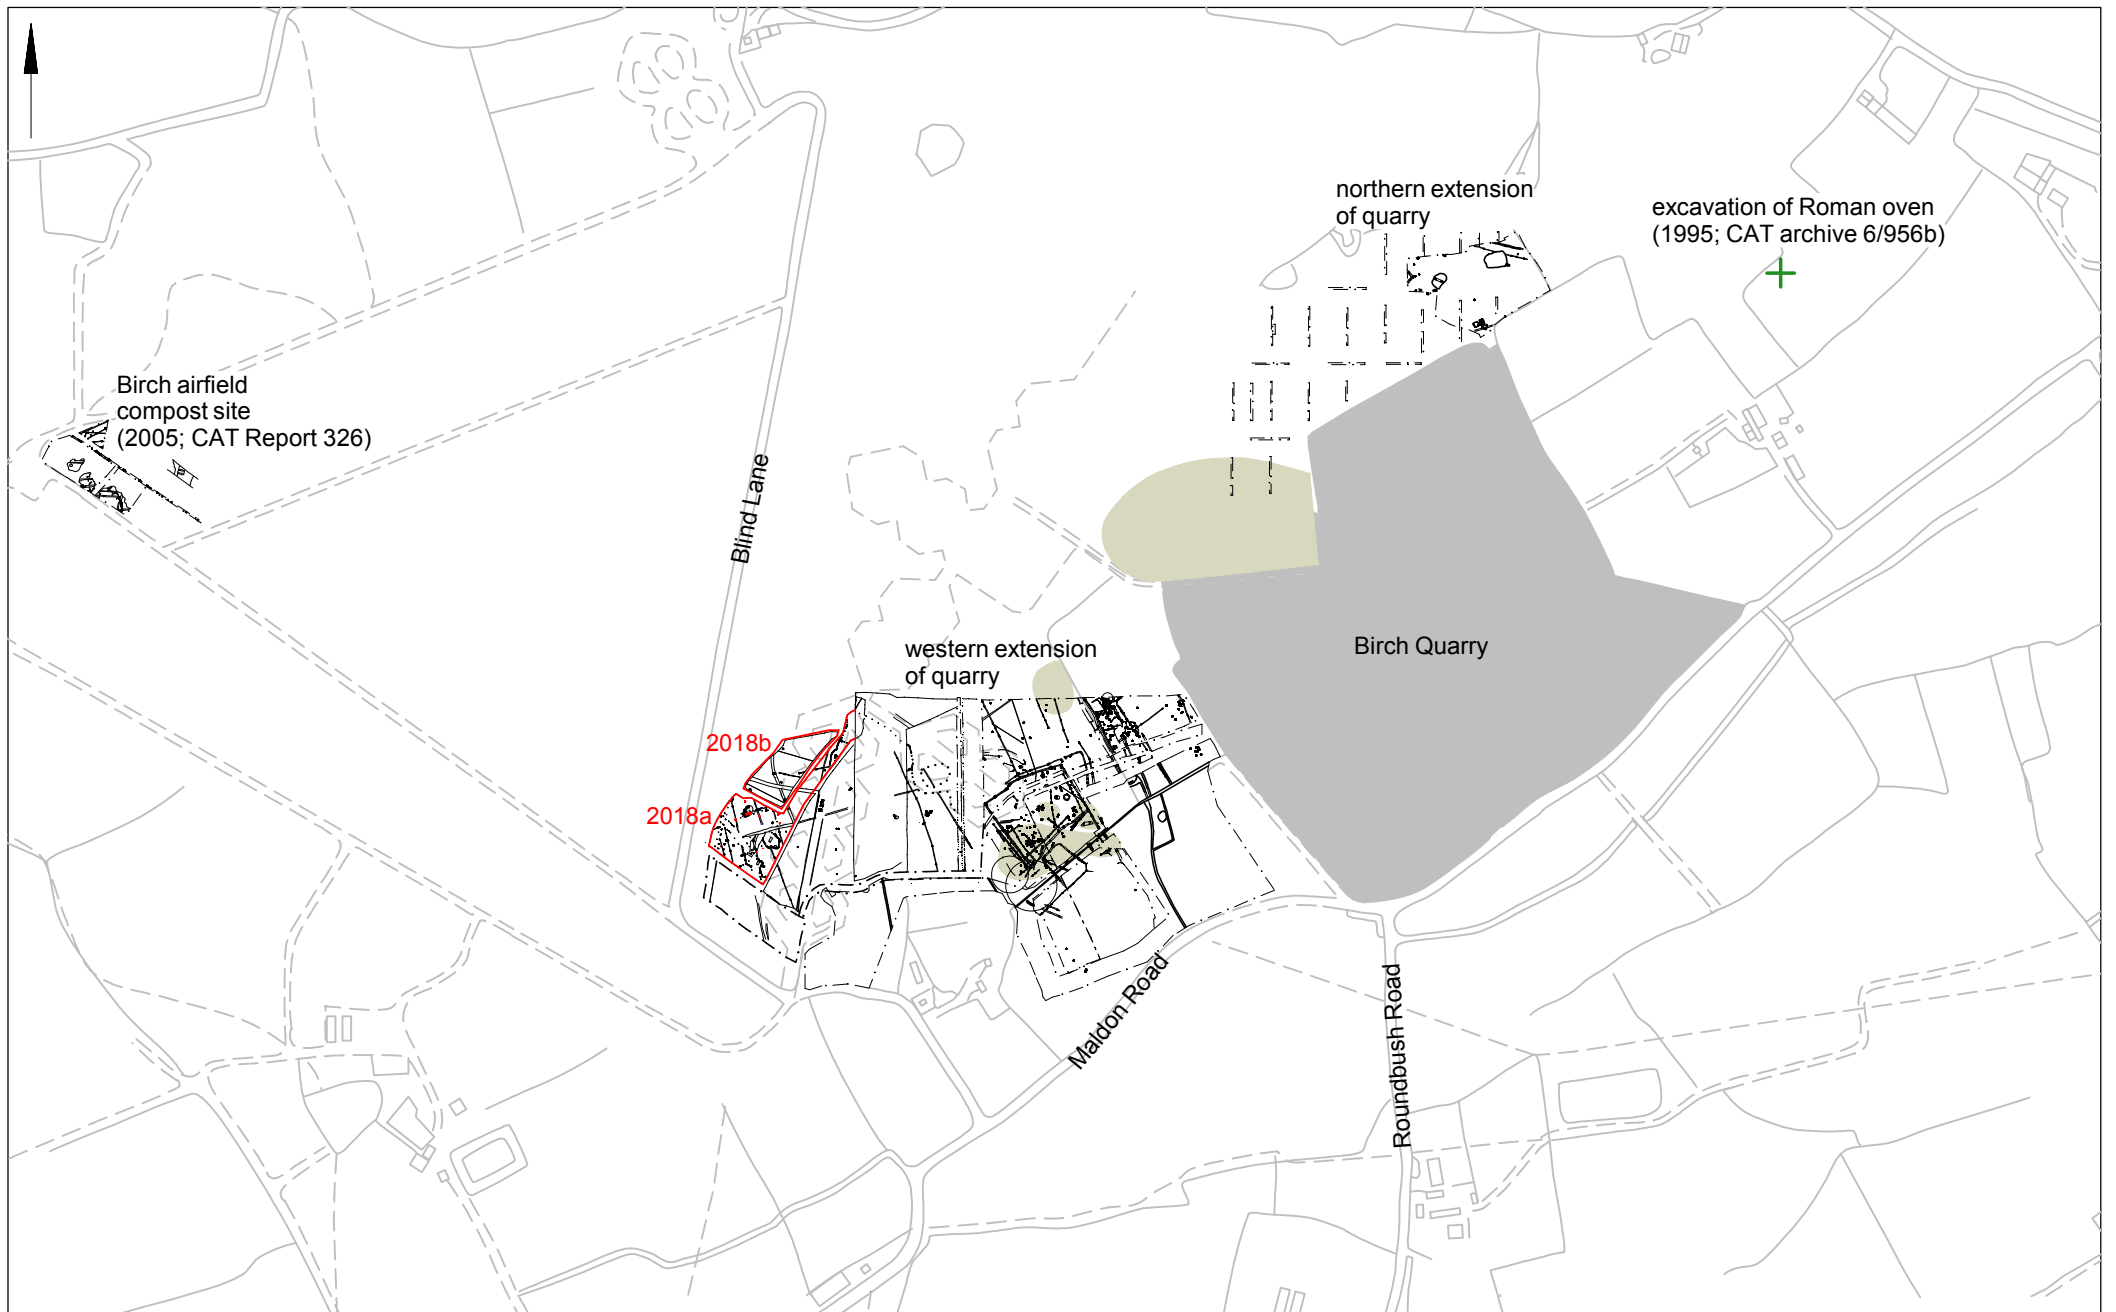 northern extension
of quarry
excavation of Roman oven
(1995; CAT archive 6/956b)
Birch airfield
compost site
(2005; CAT Report 326)
Blind Lane
western extension
of quarry
Birch Quarry
2018b
2018a
Maldon Road
Roundbush Road